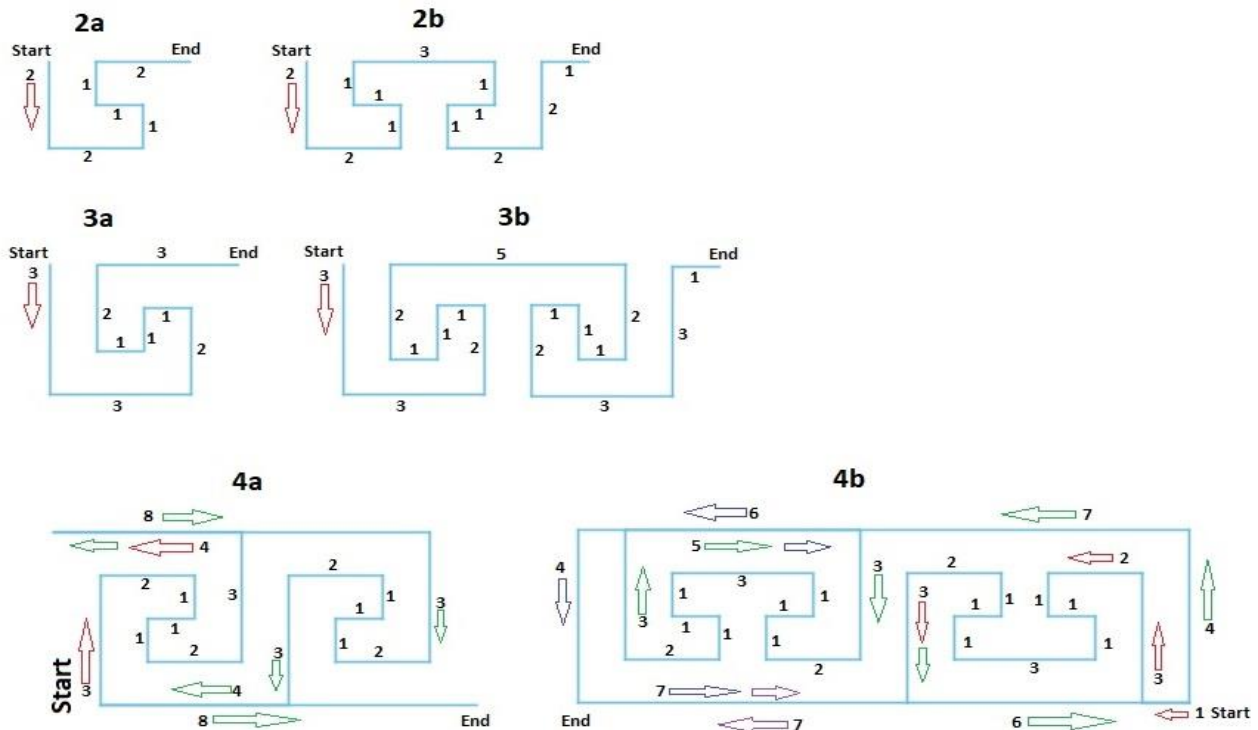 2a 2b
Start End Start 3 End
2 1 2 2 1 1 1
1 1 1 1 1 1 2
2 2 2
3a 3b
Start 3 End Start 5 End
3 3 1
2 1 1 2 2 1 1 2 2 1 1 2 3
1 1 1
3 3 3
4a 4b
8 6 7
4 5 2
2 2 4 3 2 3
1 3 1 3 1 1 3 1 1
1 1 1 3 1 1 1 1 3 4
1 1 1 1
2 2 2 2 3
Start 3 3
4 7
8 End End 7 6 1 Start